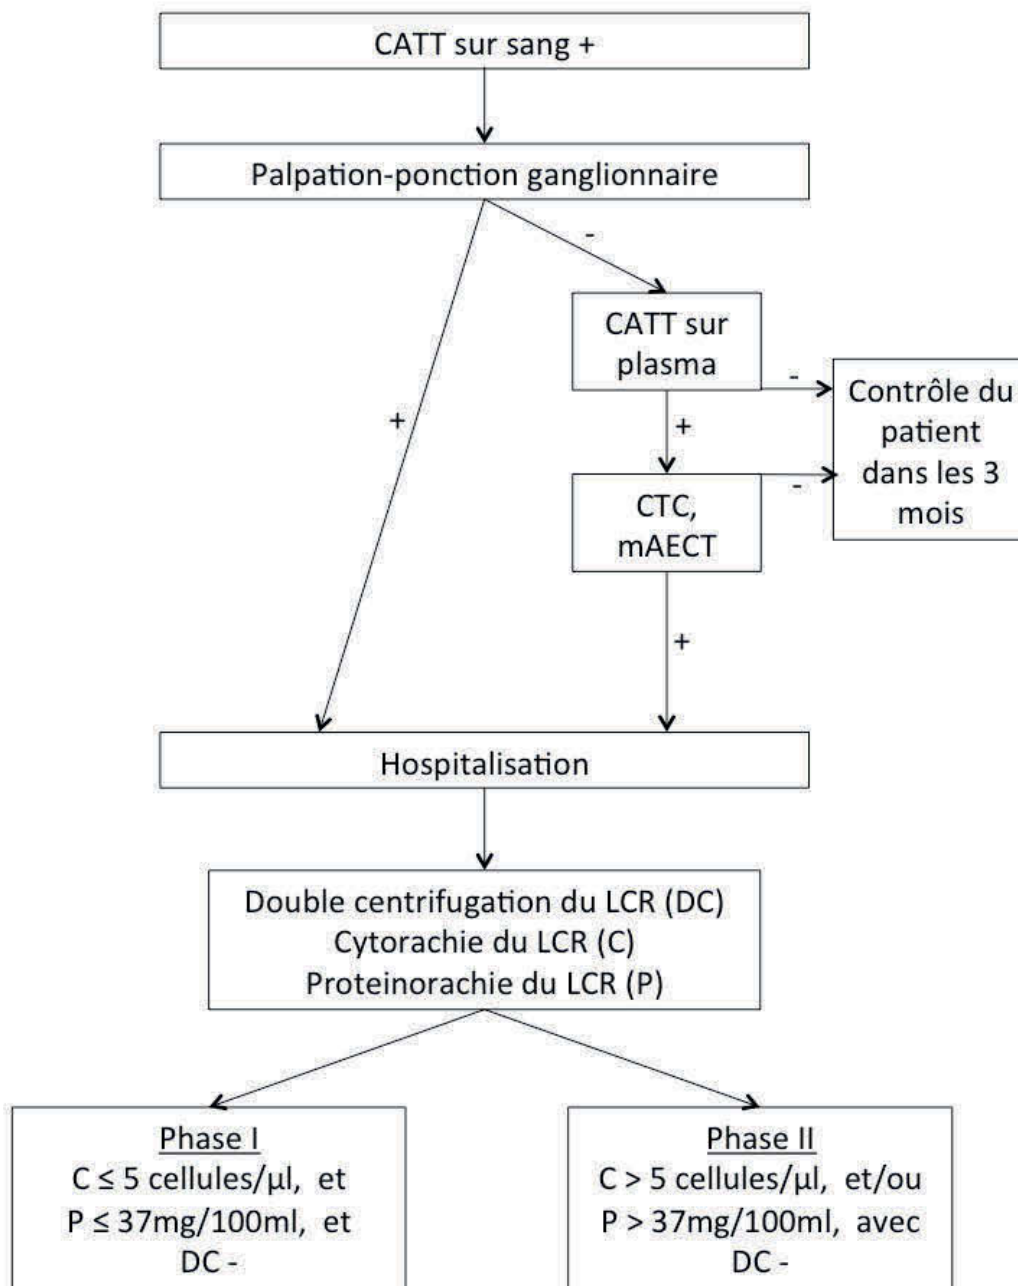 CATT sur sang +
Palpation-ponction ganglionnaire
-
CATT sur
plasma
-
Contrôle du
patient
dans les 3
mois
+
+
CTC,
mAECT
-
+
Hospitalisation
Double centrifugation du LCR (DC)
Cytorachie du LCR (C)
Proteinorachie du LCR (P)
Phase I
C ≤ 5 cellules/µl, et
P ≤ 37mg/100ml, et
DC -
Phase II
C > 5 cellules/µl, et/ou
P > 37mg/100ml, avec
DC -